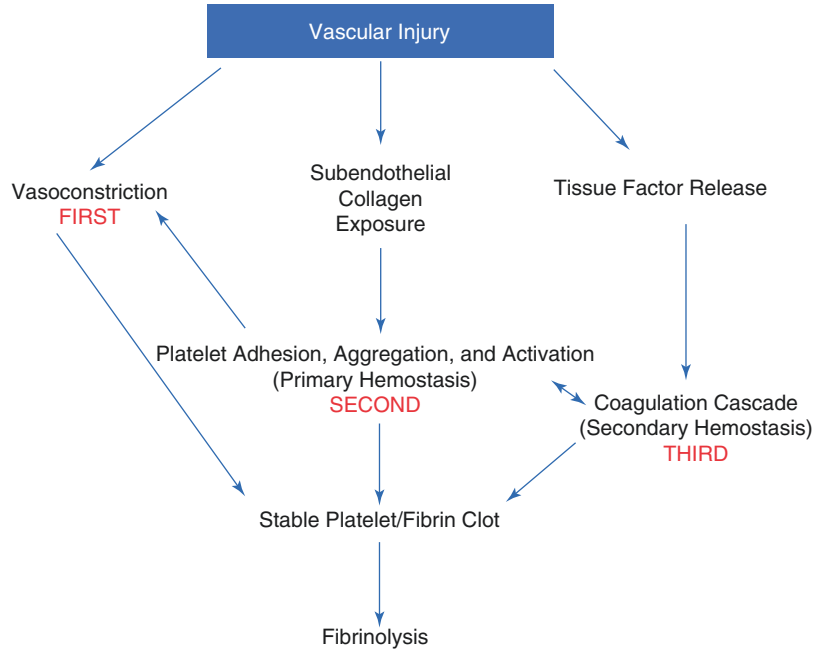 Vascular Injury
Vasoconstriction
FIRST
Subendothelial
Collagen
Exposure
Tissue Factor Release
Platelet Adhesion, Aggregation, and Activation
(Primary Hemostasis)
SECOND
Coagulation Cascade
(Secondary Hemostasis)
THIRD
Stable Platelet/Fibrin Clot
Fibrinolysis